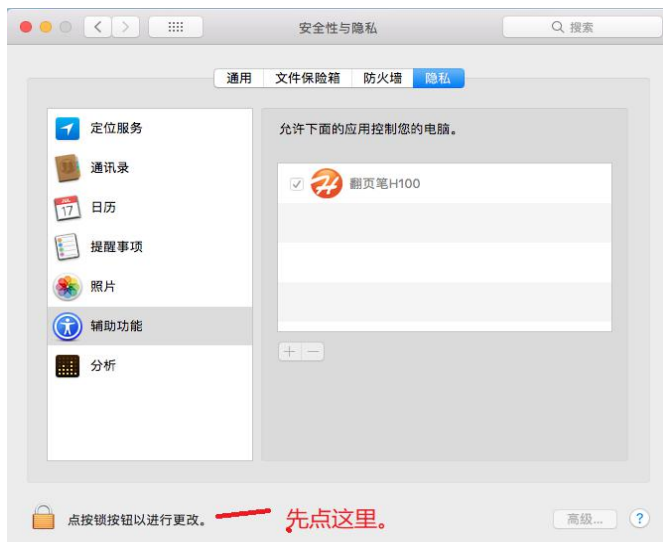 安全性与隐私
搜索
通用 文件保险箱 防火墙 隐私
定位服务
通讯录
日历
17
提醒事项
照片
辅助功能
分析
允许下面的应用控制您的电脑。
翻页笔H100
点按锁按钮以进行更改。
先点这里。
高级...
?